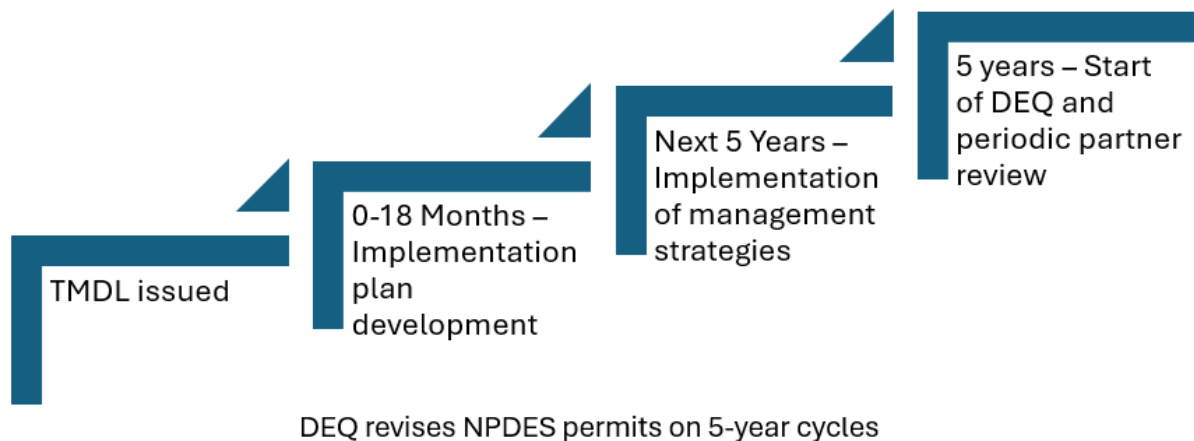 TMDL issued
0-18 Months –
Implementation
plan
development
Next 5 Years –
Implementation
of management
strategies
5 years – Start
of DEQ and
periodic partner
review
DEQ revises NPDES permits on 5-year cycles